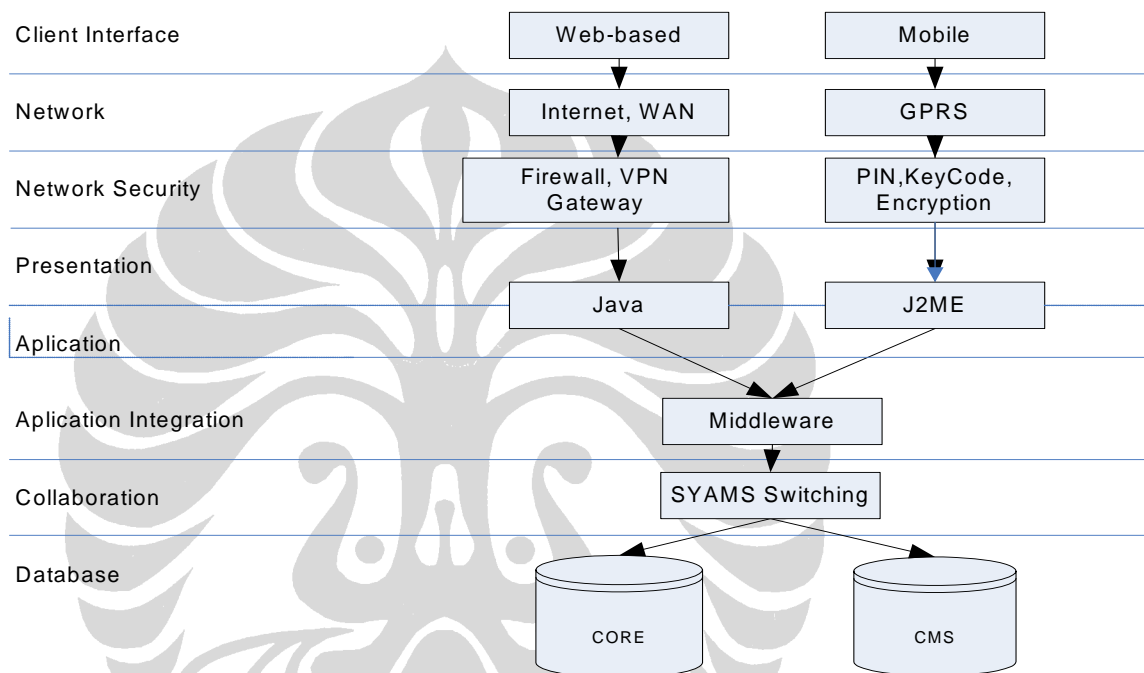 Client Interface
Web-based
Mobile
Network
Internet, WAN
GPRS
Network Security
Firewall, VPN
Gateway
PIN,KeyCode,
Encryption
Presentation
Java
J2ME
Aplication
Aplication Integration
Middleware
Collaboration
SYAMS Switching
Database
CORE
CMS